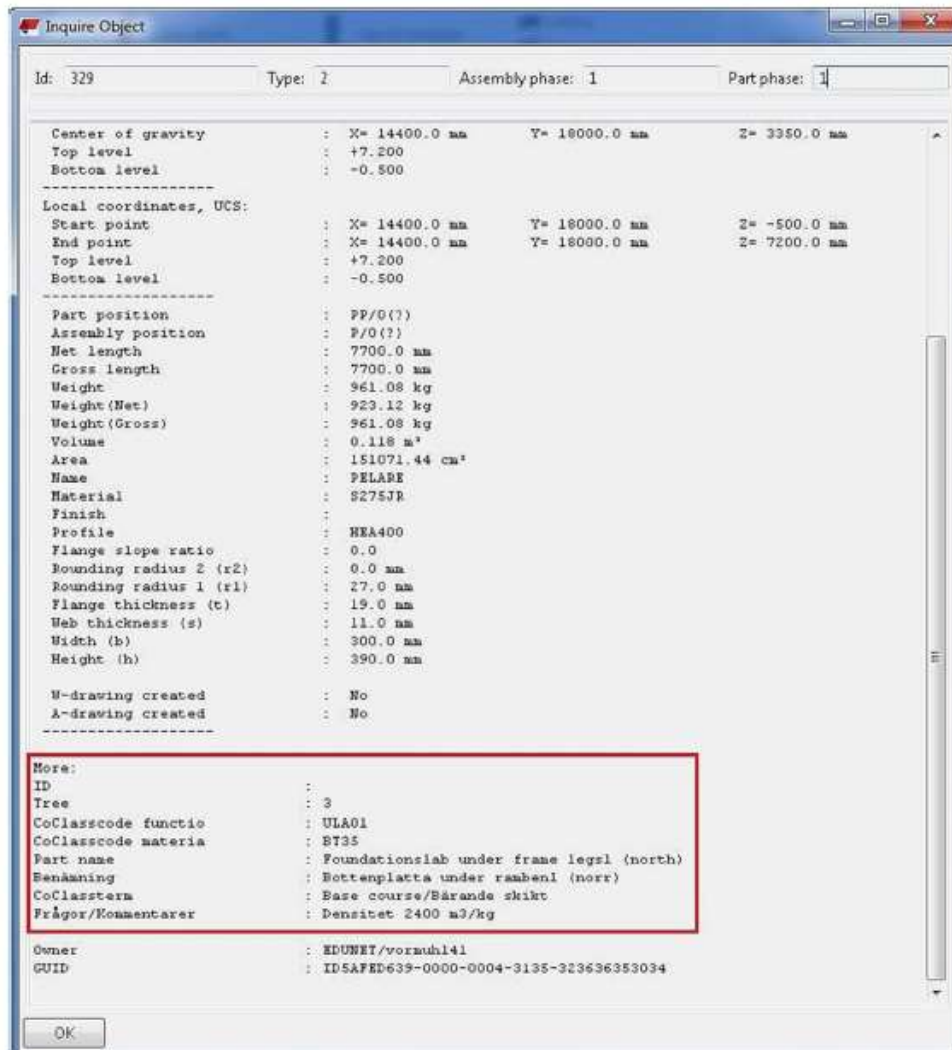 Inquire Object
Id: 329 Type: 2 Assembly phase: 1 Part phase: 1
Center of gravity : X= 14400.0 mm Y= 18000.0 mm Z= 3350.0 mm
Top level : +7.200
Bottom level : -0.500
-------------------
Local coordinates, UCS:
Start point : X= 14400.0 mm Y= 18000.0 mm Z= -500.0 mm
End point : X= 14400.0 mm Y= 18000.0 mm Z= 7200.0 mm
Top level : +7.200
Bottom level : -0.500
-------------------
Part position : PP/0(?)
Assembly position : P/0(?)
Net length : 7700.0 mm
Gross length : 7700.0 mm
Weight : 961.08 kg
Weight(Net) : 923.12 kg
Weight(Gross) : 961.08 kg
Volume : 0.118 m³
Area : 151071.44 cm²
Name : PELARE
Material : S275JR
Finish :
Profile : HEA400
Flange slope ratio : 0.0
Rounding radius 2 (r2) : 0.0 mm
Rounding radius 1 (r1) : 27.0 mm
Flange thickness (t) : 19.0 mm
Web thickness (s) : 11.0 mm
Width (b) : 300.0 mm
Height (h) : 390.0 mm
W-drawing created : No
A-drawing created : No
-------------------
More:
ID :
Tree : 3
CoClasscode functio : ULA01
CoClasscode materia : BT35
Part name : Foundationslab under frame legs1 (north)
Benämning : Bottenplatta under ramben1 (norr)
CoClassterm : Base course/Bärande skikt
Frågor/Kommentarer : Densitet 2400 m3/kg
Owner : EDUNET/vormuhl41
GUID : ID5AFED639-0000-0004-3135-323636353034
OK